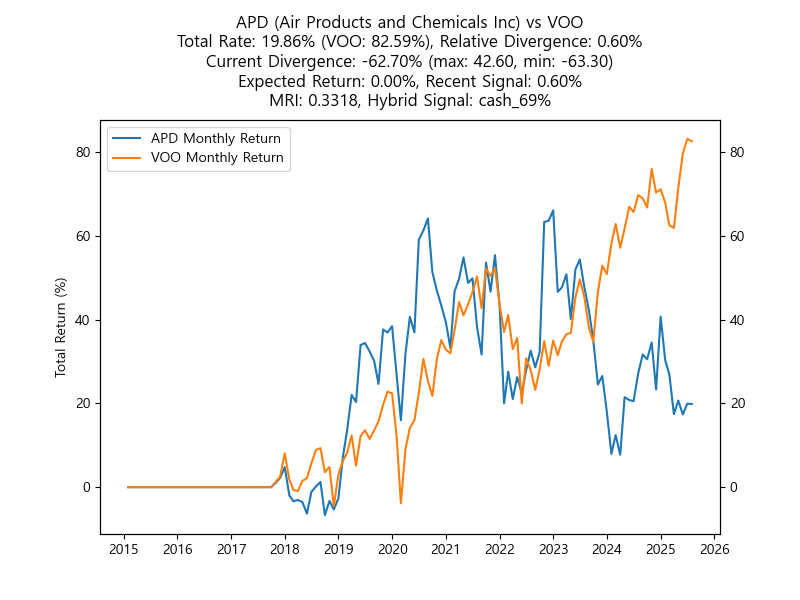 APD (Air Products and Chemicals Inc) vs VOO
Total Rate: 19.86% (VOO: 82.59%), Relative Divergence: 0.60%
Current Divergence: -62.70% (max: 42.60, min: -63.30)
Expected Return: 0.00%, Recent Signal: 0.60%
MRI: 0.3318, Hybrid Signal: cash_69%
APD Monthly Return
VOO Monthly Return
Total Return (%)
80
60
40
20
0
80
60
40
20
0
2015 2016 2017 2018 2019 2020 2021 2022 2023 2024 2025 2026